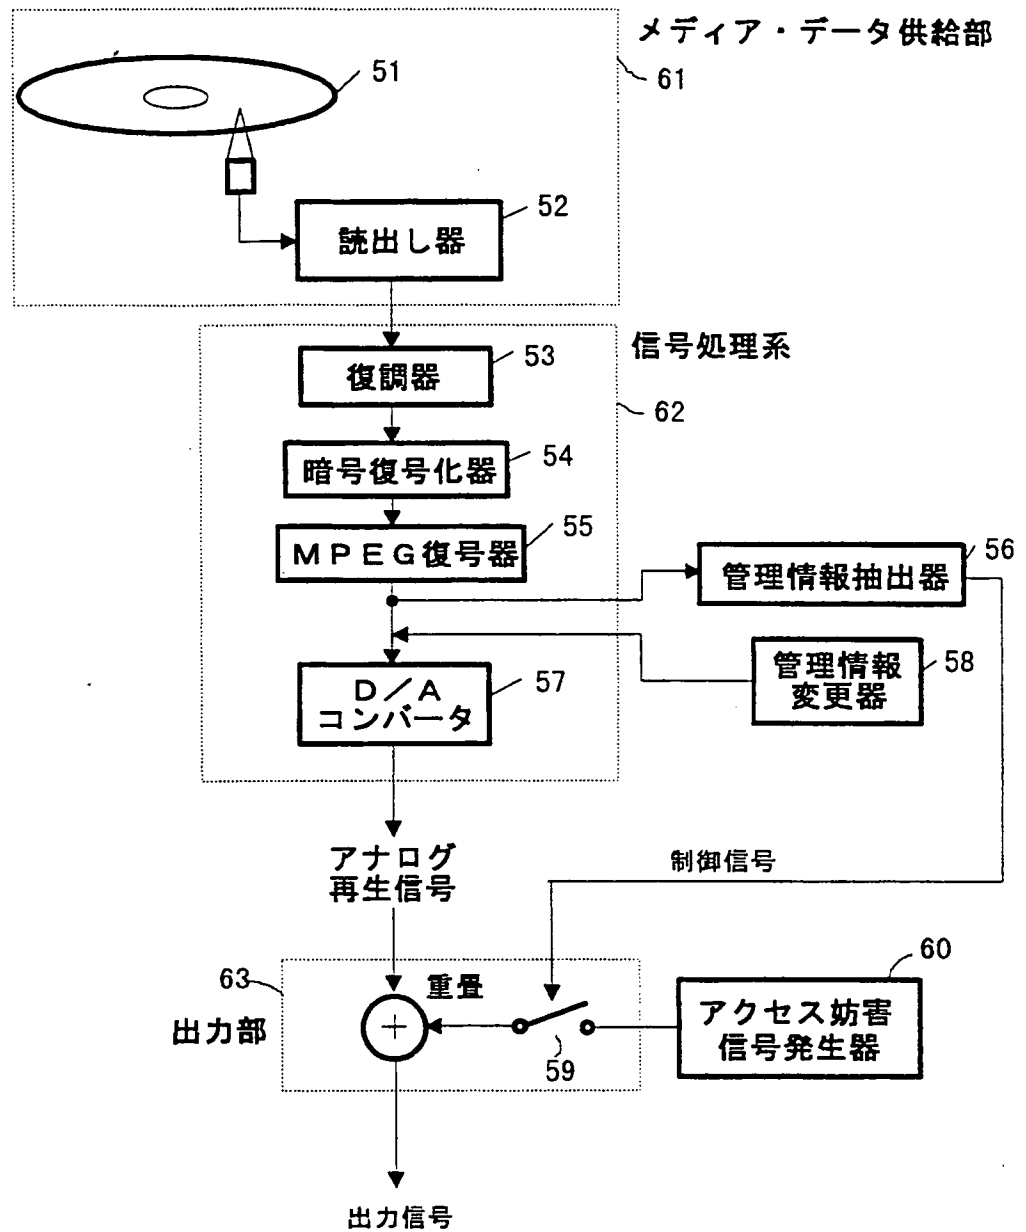 メディア・データ供給部
51
61
52
読出し器
信号処理系
53
復調器
62
54
暗号復号化器
55
MPEG復号器
56
管理情報抽出器
58
管理情報
変更器
57
D/A
コンバータ
アナログ
再生信号
制御信号
63
重畳
出力部
59
60
アクセス妨害
信号発生器
出力信号